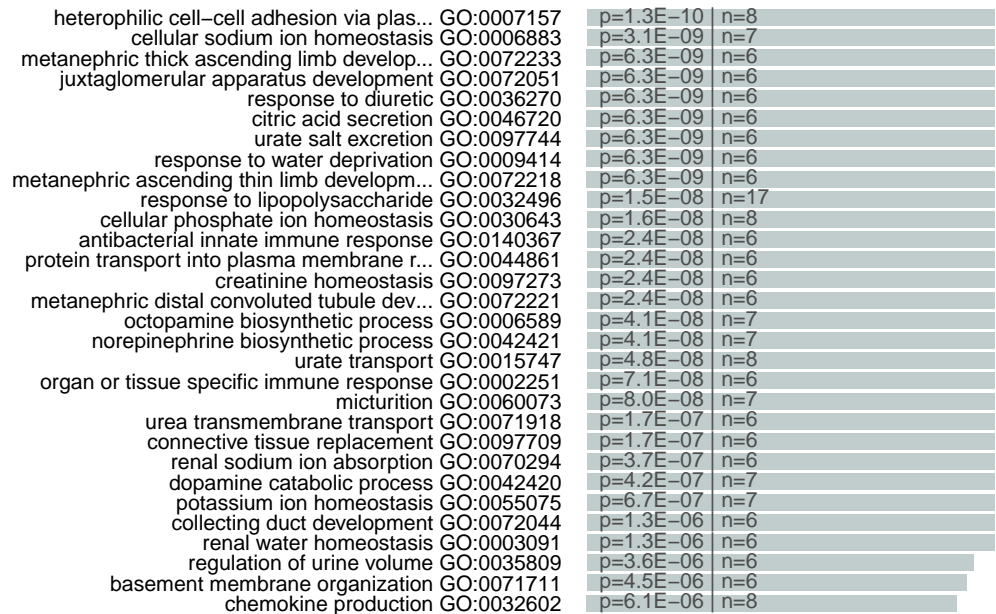 heterophilic cell−cell adhesion via plas... GO:0007157 p=1.3E−10 n=8
cellular sodium ion homeostasis GO:0006883 p=3.1E−09 n=7
metanephric thick ascending limb develop... GO:0072233 p=6.3E−09 n=6
juxtaglomerular apparatus development GO:0072051 p=6.3E−09 n=6
response to diuretic GO:0036270 p=6.3E−09 n=6
citric acid secretion GO:0046720 p=6.3E−09 n=6
urate salt excretion GO:0097744 p=6.3E−09 n=6
response to water deprivation GO:0009414 p=6.3E−09 n=6
metanephric ascending thin limb developm... GO:0072218 p=6.3E−09 n=6
response to lipopolysaccharide GO:0032496 p=1.5E−08 n=17
cellular phosphate ion homeostasis GO:0030643 p=1.6E−08 n=8
antibacterial innate immune response GO:0140367 p=2.4E−08 n=6
protein transport into plasma membrane r... GO:0044861 p=2.4E−08 n=6
creatinine homeostasis GO:0097273 p=2.4E−08 n=6
metanephric distal convoluted tubule dev... GO:0072221 p=2.4E−08 n=6
octopamine biosynthetic process GO:0006589 p=4.1E−08 n=7
norepinephrine biosynthetic process GO:0042421 p=4.1E−08 n=7
urate transport GO:0015747 p=4.8E−08 n=8
organ or tissue specific immune response GO:0002251 p=7.1E−08 n=6
micturition GO:0060073 p=8.0E−08 n=7
urea transmembrane transport GO:0071918 p=1.7E−07 n=6
connective tissue replacement GO:0097709 p=1.7E−07 n=6
renal sodium ion absorption GO:0070294 p=3.7E−07 n=6
dopamine catabolic process GO:0042420 p=4.2E−07 n=7
potassium ion homeostasis GO:0055075 p=6.7E−07 n=7
collecting duct development GO:0072044 p=1.3E−06 n=6
renal water homeostasis GO:0003091 p=1.3E−06 n=6
regulation of urine volume GO:0035809 p=3.6E−06 n=6
basement membrane organization GO:0071711 p=4.5E−06 n=6
chemokine production GO:0032602 p=6.1E−06 n=8